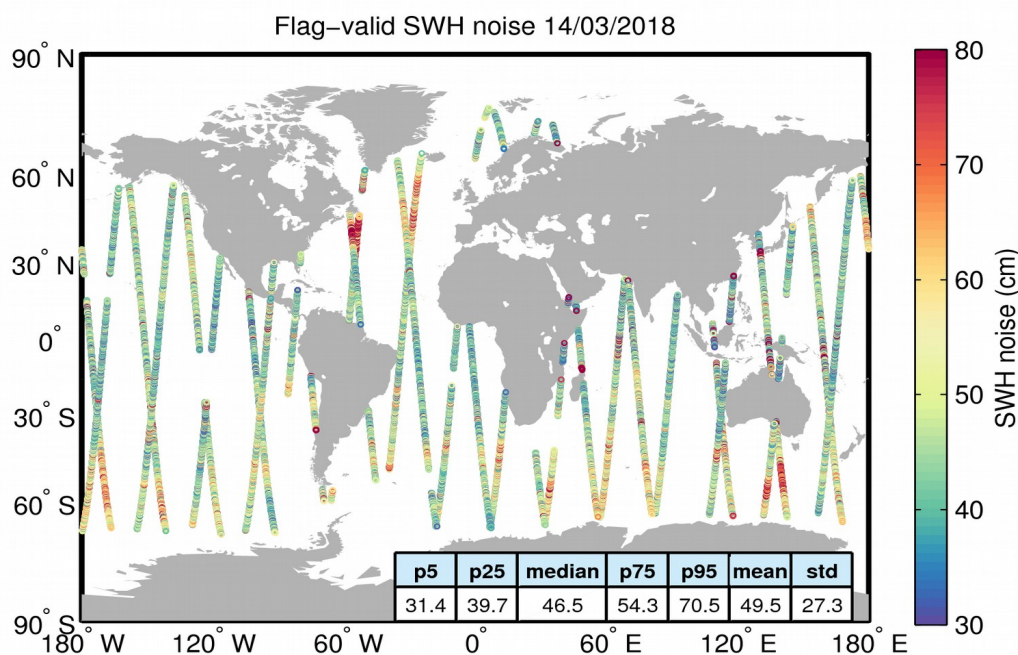 Flag−valid SWH noise 14/03/2018
90° N
60° N
30° N
0°
30° S
60° S
90° S
180° W
120° W
60° W
0°
60° E
120° E
180° E
80
70
60
50
40
30
SWH noise (cm)
p5 p25 median p75 p95 mean std
31.4 39.7 46.5 54.3 70.5 49.5 27.3